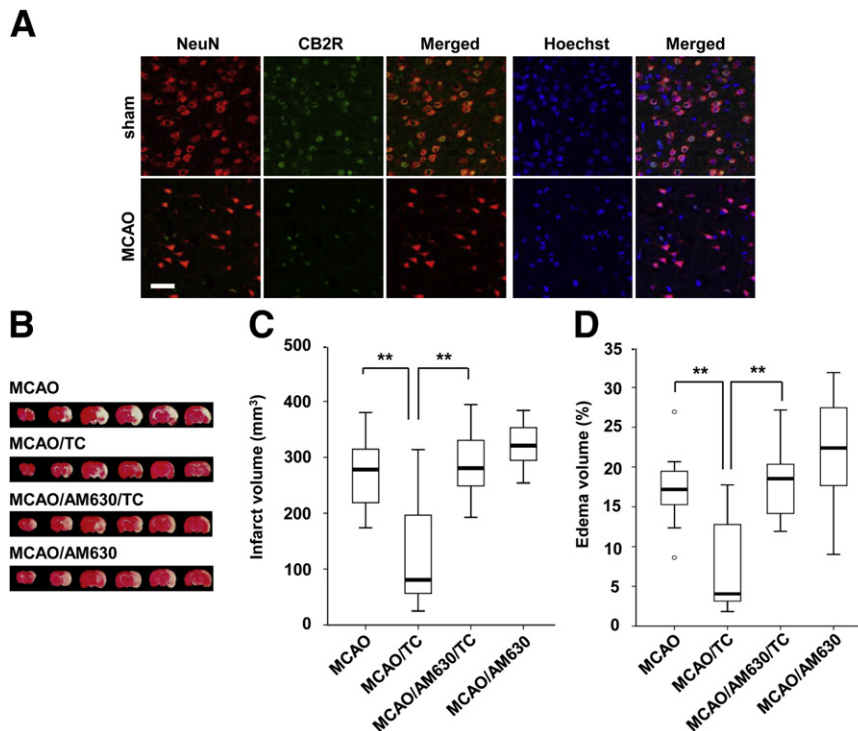 A
NeuN CB2R Merged Hoechst Merged
sham
MCAO
B
MCAO
MCAO/TC
MCAO/AM630/TC
MCAO/AM630
C
Infarct volume (mm³)
500
400
300
200
100
0
** **
MCAO
MCAO/TC
MCAO/AM630/TC
MCAO/AM630
D
Edema volume (%)
35
30
25
20
15
10
5
0
** **
MCAO
MCAO/TC
MCAO/AM630/TC
MCAO/AM630